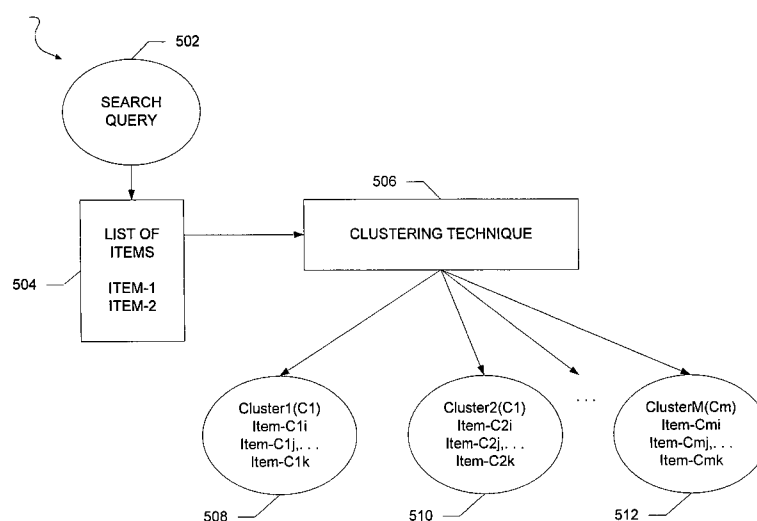 502
SEARCH
QUERY
506
LIST OF
ITEMS
CLUSTERING TECHNIQUE
504
ITEM-1
ITEM-2
. . .
Cluster1(C1)
Item-C1i
Item-C1j,. . .
Item-C1k
Cluster2(C1)
Item-C2i
Item-C2j,. . .
Item-C2k
ClusterM(Cm)
Item-Cmi
Item-Cmj,. . .
Item-Cmk
508
510
512